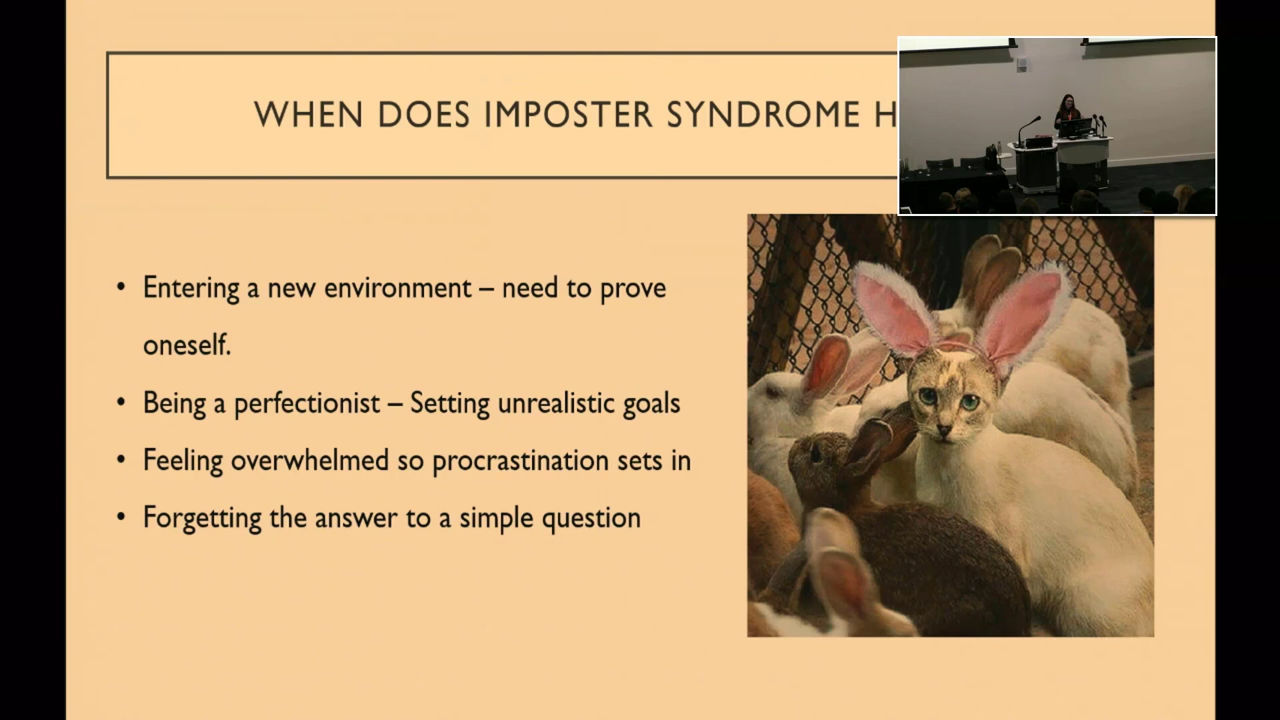 WHEN DOES IMPOSTER SYNDROME
• Entering a new environment – need to prove
oneself.
• Being a perfectionist – Setting unrealistic goals
• Feeling overwhelmed so procrastination sets in
• Forgetting the answer to a simple question